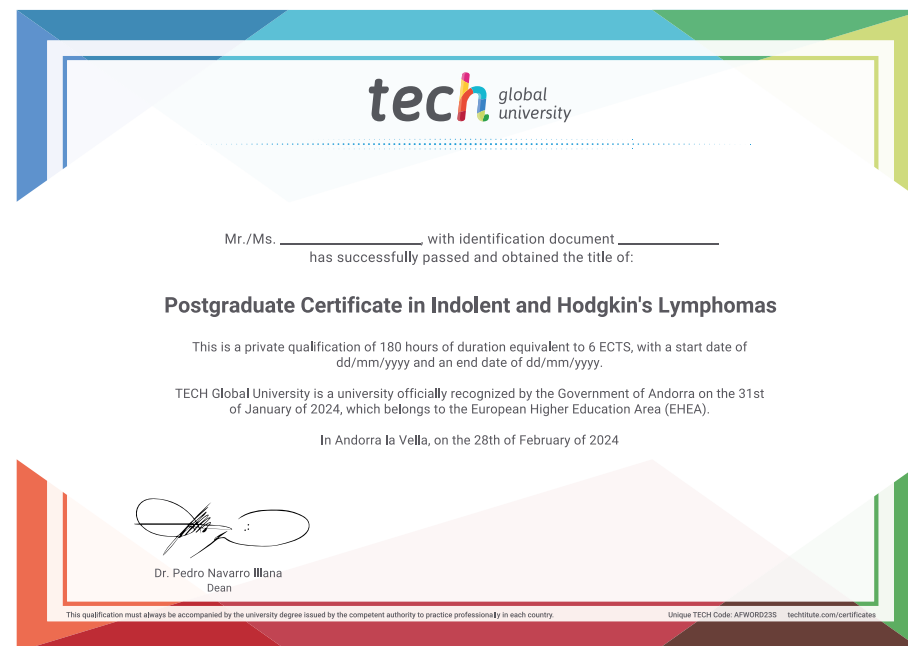 tech global university
Mr./Ms. ____________, with identification document ____________
has successfully passed and obtained the title of:
Postgraduate Certificate in Indolent and Hodgkin's Lymphomas
This is a private qualification of 180 hours of duration equivalent to 6 ECTS, with a start date of
dd/mm/yyyy and an end date of dd/mm/yyyy.
TECH Global University is a university officially recognized by the Government of Andorra on the 31st
of January of 2024, which belongs to the European Higher Education Area (EHEA).
In Andorra la Vella, on the 28th of February of 2024
Dr. Pedro Navarro Illana
Dean
This qualification must always be accompanied by the university degree issued by the competent authority to practice professionally in each country.
Unique TECH Code: AFWORD23S techtitute.com/certificates